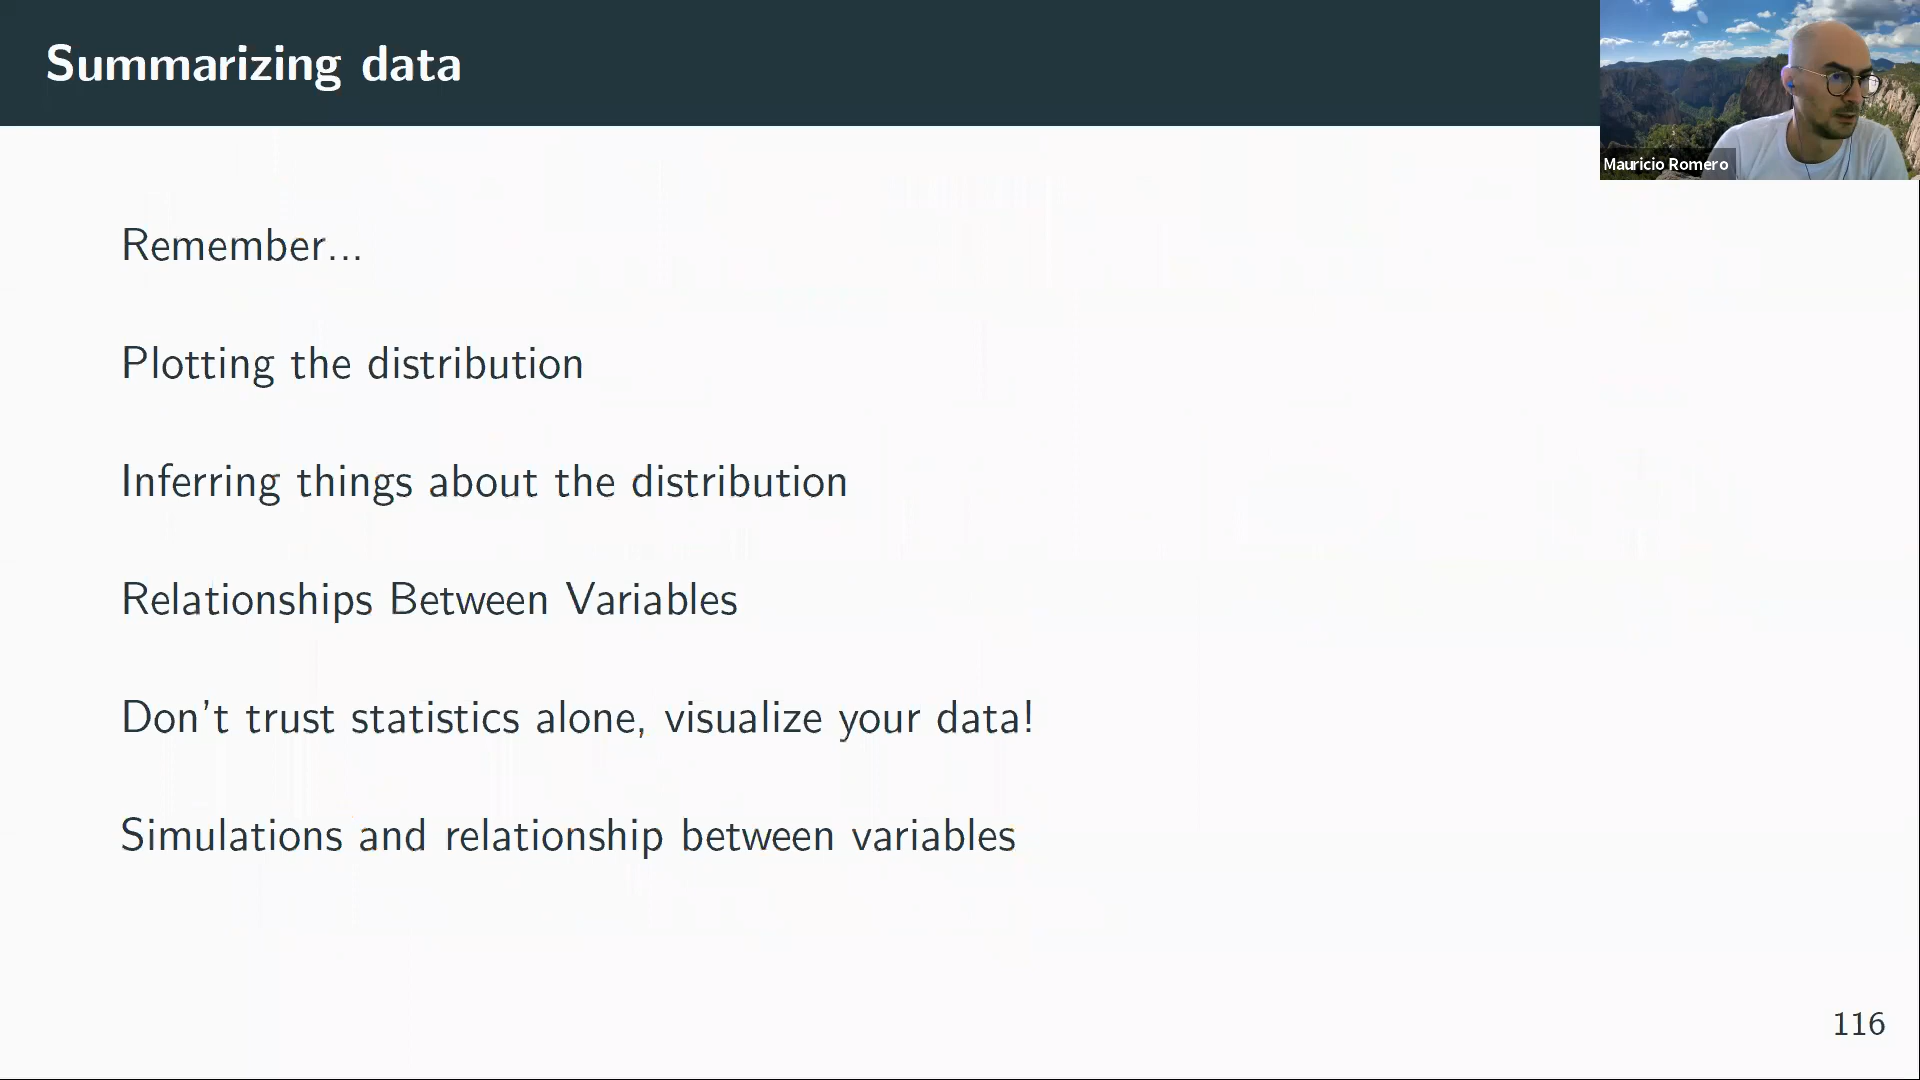 Summarizing data
Mauricio Romero
Remember...
Plotting the distribution
Inferring things about the distribution
Relationships Between Variables
Don't trust statistics alone, visualize your data!
Simulations and relationship between variables
116